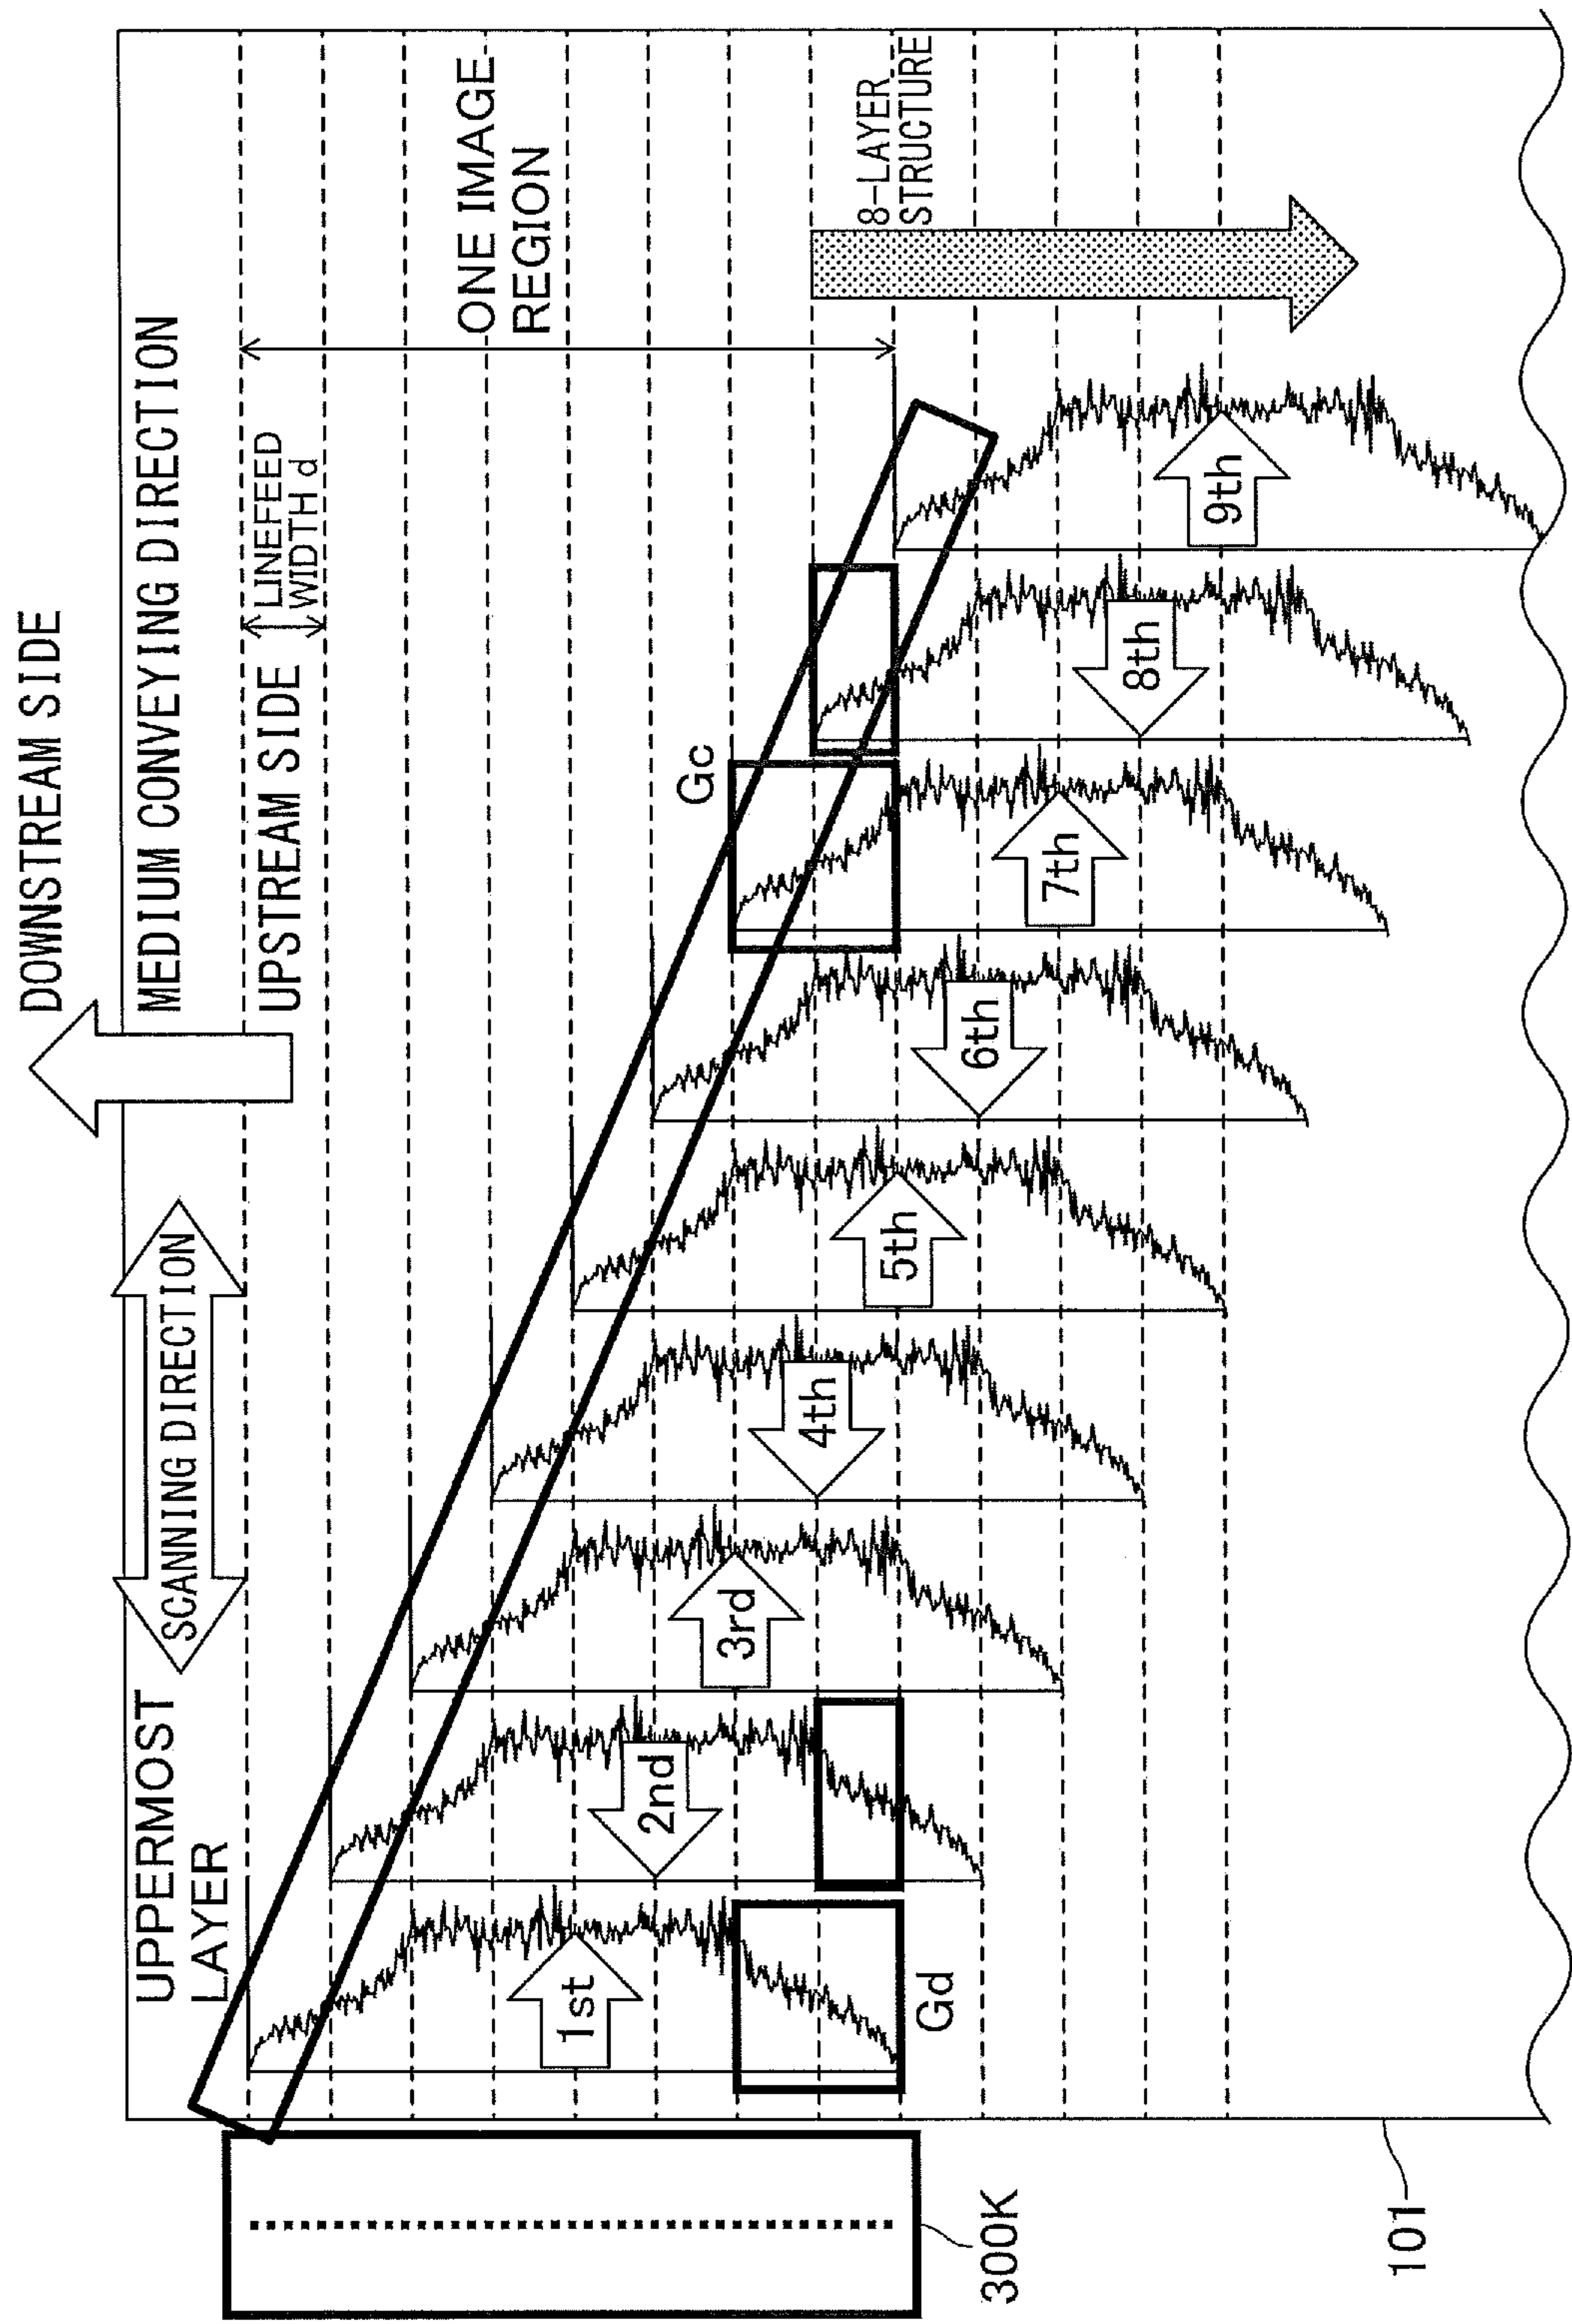 DOWNSTREAM SIDE
MEDIUM CONVEYING DIRECTION
UPSTREAM SIDE
LINEFEED
WIDTH d
SCANNING DIRECTION
UPPERMOST
LAYER
ONE IMAGE
REGION
8-LAYER
STRUCTURE
Gc
Gd
1st
2nd
3rd
4th
5th
6th
7th
8th
9th
300K
101